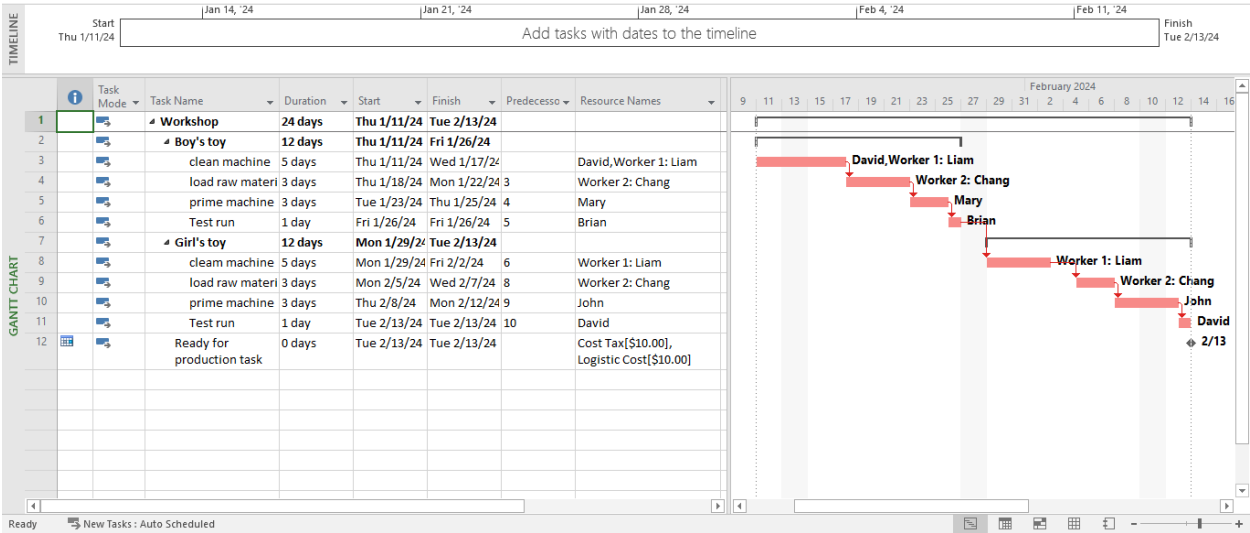 TIMELINE
Jan 14, '24 Jan 21, '24 Jan 28, '24 Feb 4, '24 Feb 11, '24
Start
Thu 1/11/24
Add tasks with dates to the timeline
Finish
Tue 2/13/24
GANTT CHART
Task
Mode Task Name Duration Start Finish Predecesso Resource Names
February 2024
9 11 13 15 17 19 21 23 25 27 29 31 2 4 6 8 10 12 14 16
1 Workshop 24 days Thu 1/11/24 Tue 2/13/24
2 Boy's toy 12 days Thu 1/11/24 Fri 1/26/24
3 clean machine 5 days Thu 1/11/24 Wed 1/17/24 David,Worker 1: Liam David,Worker 1: Liam
4 load raw materi 3 days Thu 1/18/24 Mon 1/22/24 3 Worker 2: Chang Worker 2: Chang
5 prime machine 3 days Tue 1/23/24 Thu 1/25/24 4 Mary Mary
6 Test run 1 day Fri 1/26/24 Fri 1/26/24 5 Brian Brian
7 Girl's toy 12 days Mon 1/29/24 Tue 2/13/24
8 cleam machine 5 days Mon 1/29/24 Fri 2/2/24 6 Worker 1: Liam Worker 1: Liam
9 load raw materi 3 days Mon 2/5/24 Wed 2/7/24 8 Worker 2: Chang Worker 2: Chang
10 prime machine 3 days Thu 2/8/24 Mon 2/12/24 9 John John
11 Test run 1 day Tue 2/13/24 Tue 2/13/24 10 David David
12 Ready for 0 days Tue 2/13/24 Tue 2/13/24 Cost Tax[$10.00], 2/13
production task Logistic Cost[$10.00]
Ready New Tasks : Auto Scheduled